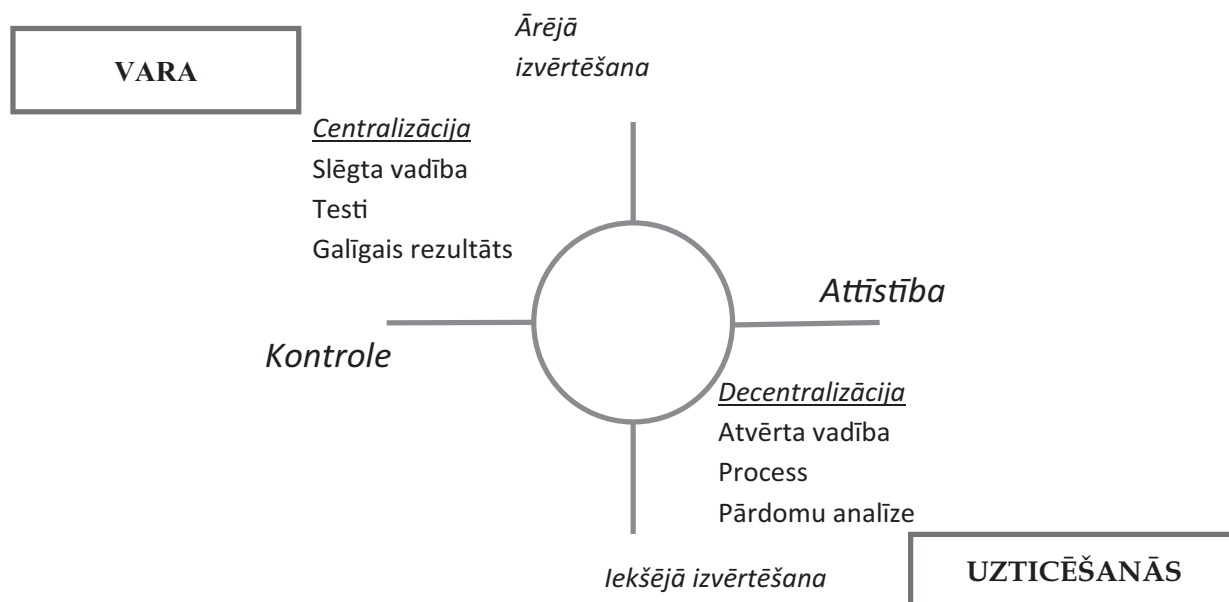 Ārējā
izvērtēšana
VARA
Centralizācija
Slēgta vadība
Testi
Galīgais rezultāts
Attīstība
Kontrole
Decentralizācija
Atvērta vadība
Process
Pārdomu analīze
Iekšējā izvērtēšana
UZTICĒŠANĀS